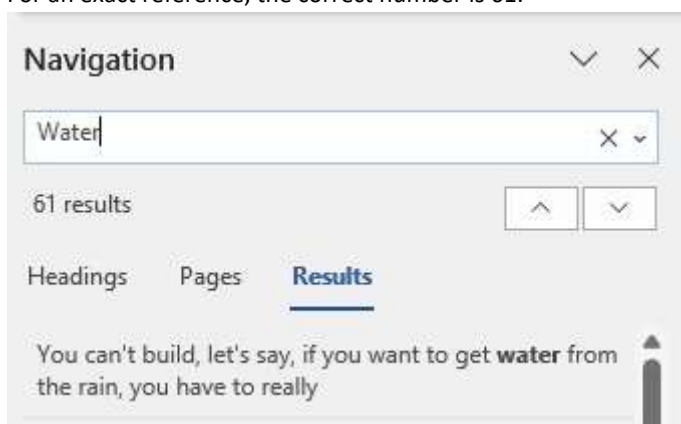 For an exact reference, the correct number is 61.
Navigation
Water
61 results
Headings Pages Results
You can't build, let's say, if you want to get water from
the rain, you have to really